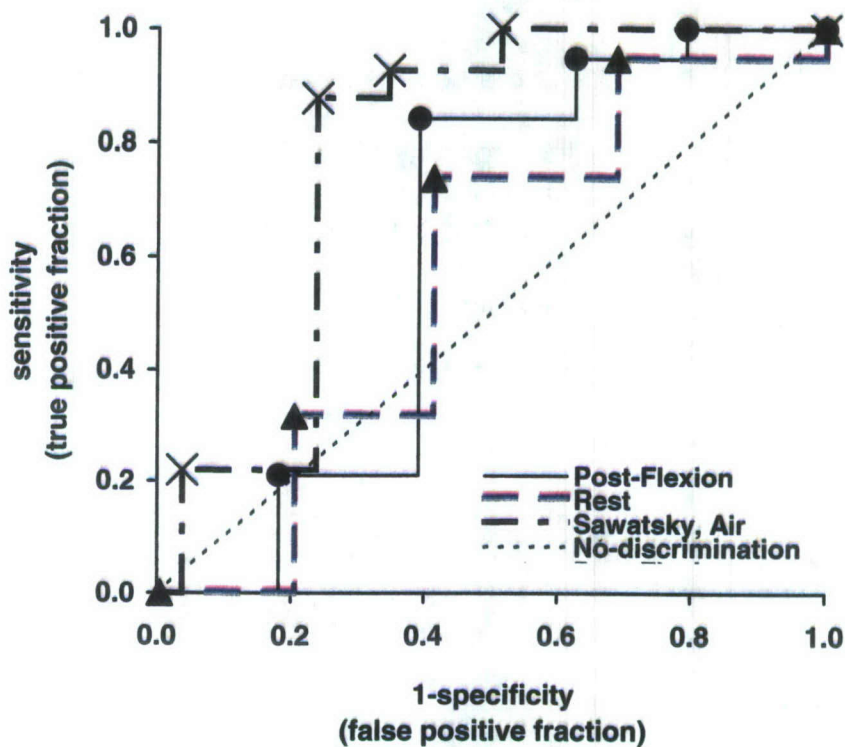 1.0
0.8
0.6
0.4
0.2
0.0
sensitivity
(true positive fraction)
Post-Flexion
Rest
Sawatsky, Air
No-discrimination
0.0 0.2 0.4 0.6 0.8 1.0
1-specificity
(false positive fraction)